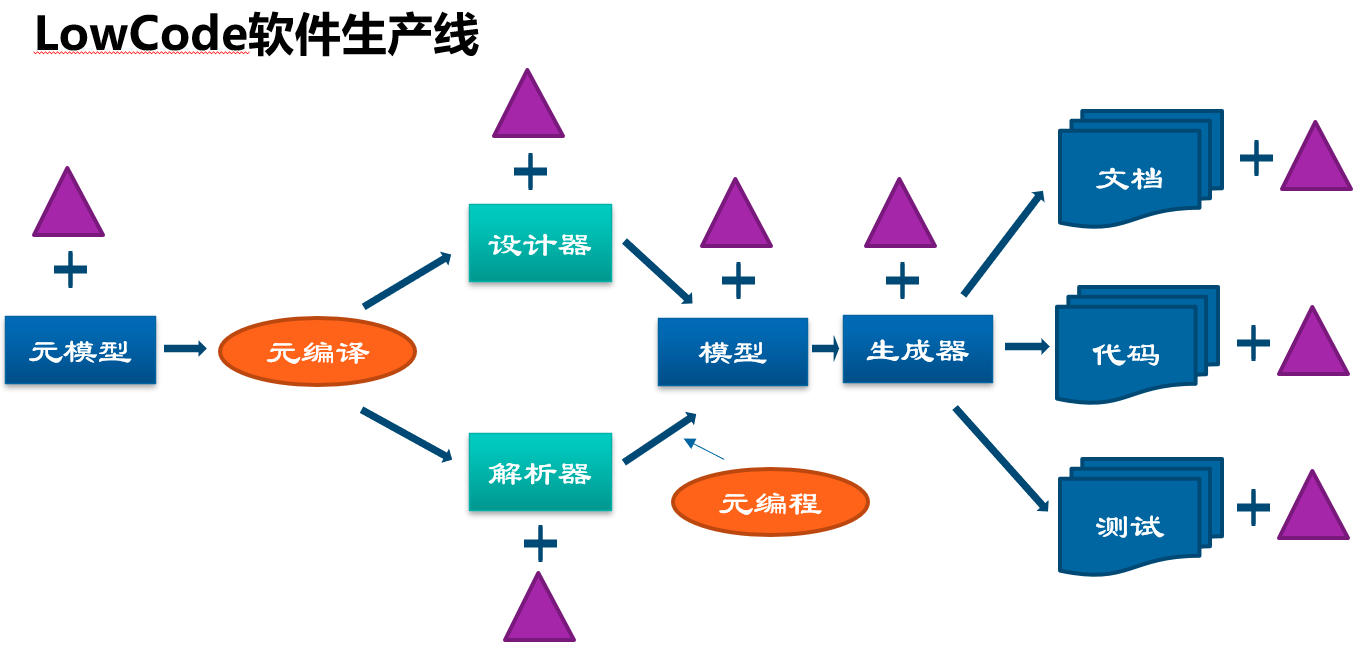 LowCode软件生产线
元模型
元编译
设计器
解析器
模型
元编程
生成器
文档
代码
测试